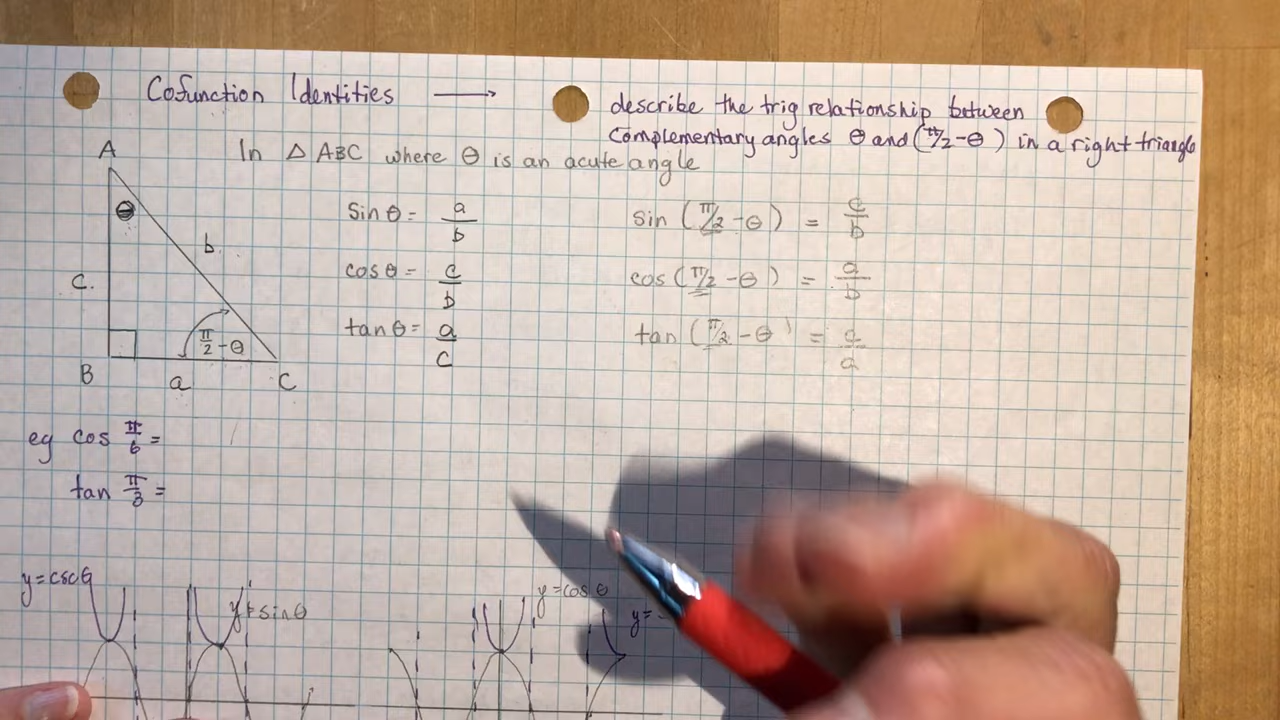 Cofunction Identities →
describe the trig relationship between
complementary angles θ and (π/2 - θ) in a right triangle
In △ ABC where θ is an acute angle
A
θ
b
C.
π/2 - θ
B
a
C
sin θ = a/b
cos θ = c/b
tan θ = a/c
sin (π/2 - θ) = c/b
cos (π/2 - θ) = a/b
tan (π/2 - θ) = c/a
eg cos π/6 =
tan π/3 =
y = csc θ
y = sin θ
y = cos θ
y =